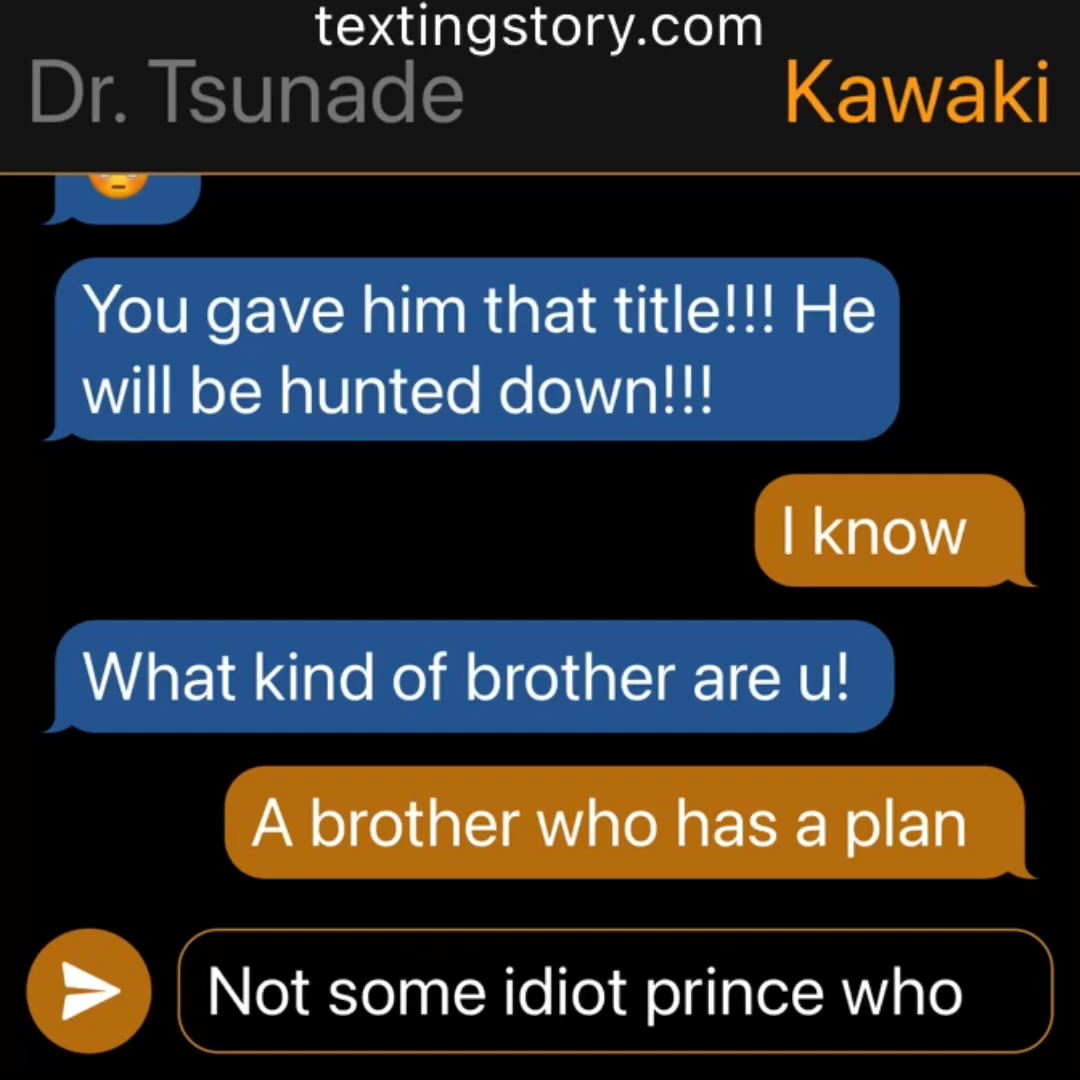 textingstory.com
Dr. Tsunade Kawaki
You gave him that title!!! He
will be hunted down!!!
I know
What kind of brother are u!
A brother who has a plan
Not some idiot prince who